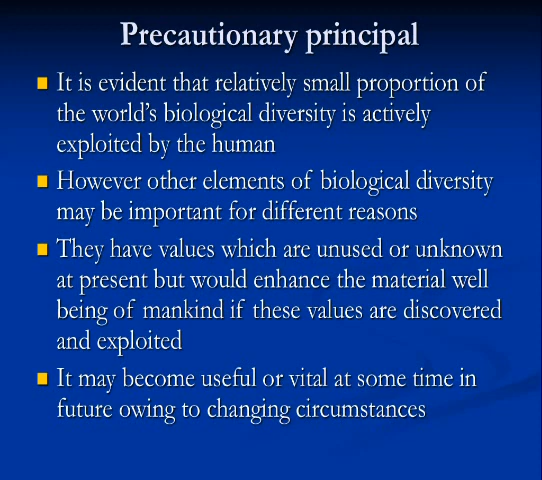 Precautionary principal
It is evident that relatively small proportion of
the world's biological diversity is actively
exploited by the human
However other elements of biological diversity
may be important for different reasons
They have values which are unused or unknown
at present but would enhance the material well
being of mankind if these values are discovered
and exploited
It may become useful or vital at some time in
future owing to changing circumstances